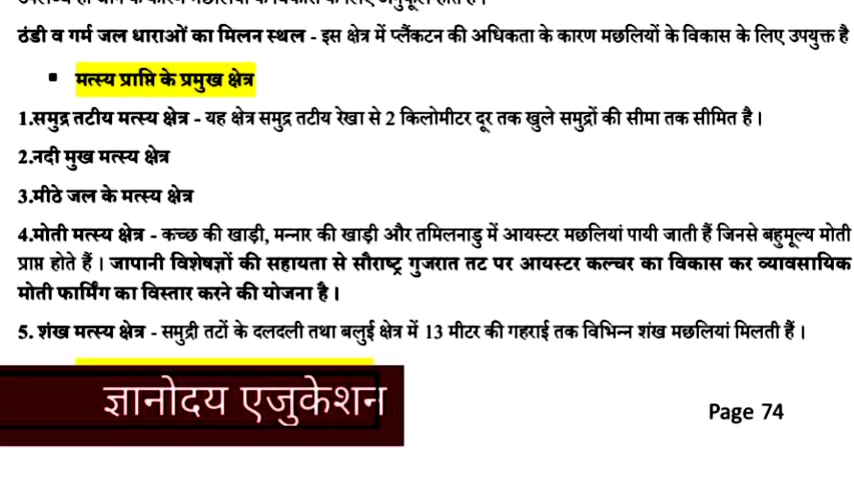 ठंडी व गर्म जल धाराओं का मिलन स्थल - इस क्षेत्र में प्लैंकटन की अधिकता के कारण मछलियों के विकास के लिए उपयुक्त है
▪ मत्स्य प्राप्ति के प्रमुख क्षेत्र
1.समुद्र तटीय मत्स्य क्षेत्र - यह क्षेत्र समुद्र तटीय रेखा से 2 किलोमीटर दूर तक खुले समुद्रों की सीमा तक सीमित है।
2.नदी मुख मत्स्य क्षेत्र
3.मीठे जल के मत्स्य क्षेत्र
4.मोती मत्स्य क्षेत्र - कच्छ की खाड़ी, मन्नार की खाड़ी और तमिलनाडु में आयस्टर मछलियां पायी जाती हैं जिनसे बहुमूल्य मोती
प्राप्त होते हैं। जापानी विशेषज्ञों की सहायता से सौराष्ट्र गुजरात तट पर आयस्टर कल्चर का विकास कर व्यावसायिक
मोती फार्मिंग का विस्तार करने की योजना है।
5. शंख मत्स्य क्षेत्र - समुद्री तटों के दलदली तथा बलुई क्षेत्र में 13 मीटर की गहराई तक विभिन्न शंख मछलियां मिलती हैं।
ज्ञानोदय एजुकेशन
Page 74